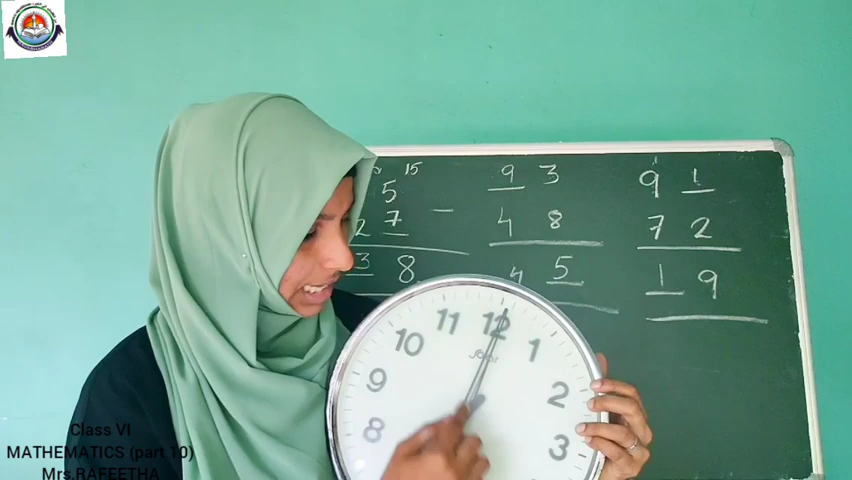 15
5   9 3   9 1
2 7 -   4 8   7 2
3 8   4 5   1 9
10 11 12 1
9 2
8 3
Class VI
MATHEMATICS (part 10)
Mrs.RAFEETHA